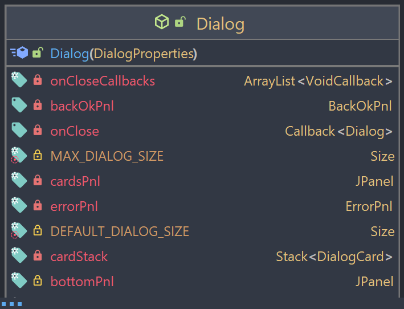 Dialog
Dialog(DialogProperties)
onCloseCallbacks ArrayList<VoidCallback>
backOkPnl BackOkPnl
onClose Callback<Dialog>
MAX_DIALOG_SIZE Size
cardsPnl JPanel
errorPnl ErrorPnl
DEFAULT_DIALOG_SIZE Size
cardStack Stack<DialogCard>
bottomPnl JPanel